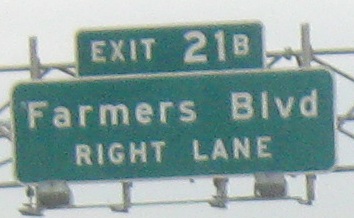 EXIT 21B
Farmers Blvd
RIGHT LANE